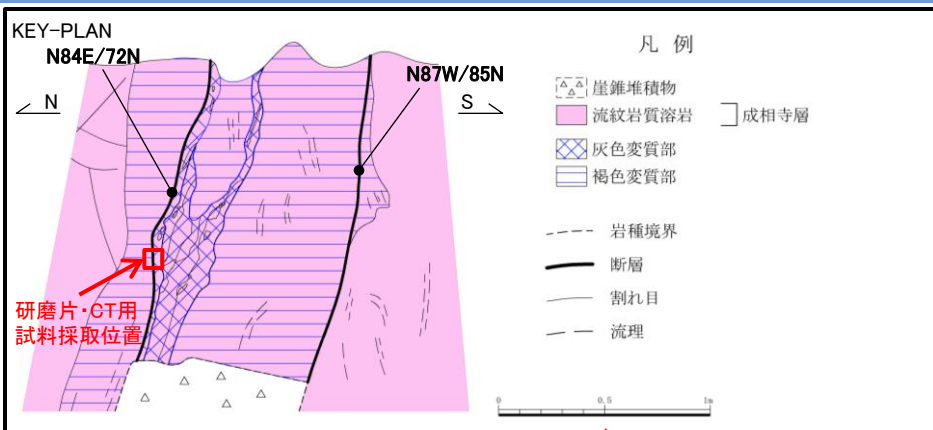 KEY-PLAN
N84E/72N
N87W/85N
N
S
研磨片・CT用
試料採取位置
凡 例
崖錐堆積物
流紋岩質溶岩
成相寺層
灰色変質部
褐色変質部
岩種境界
断層
割れ目
流理
0 0.5 1m